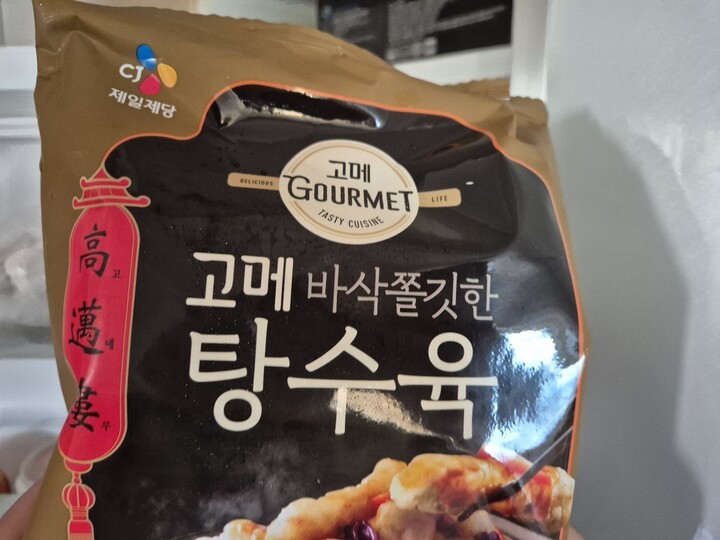 CJ
제일제당
고메
DELICIOUS GOURMET LIFE
TASTY CUISINE
고메 바삭쫄깃한
탕수육
高 고
邁